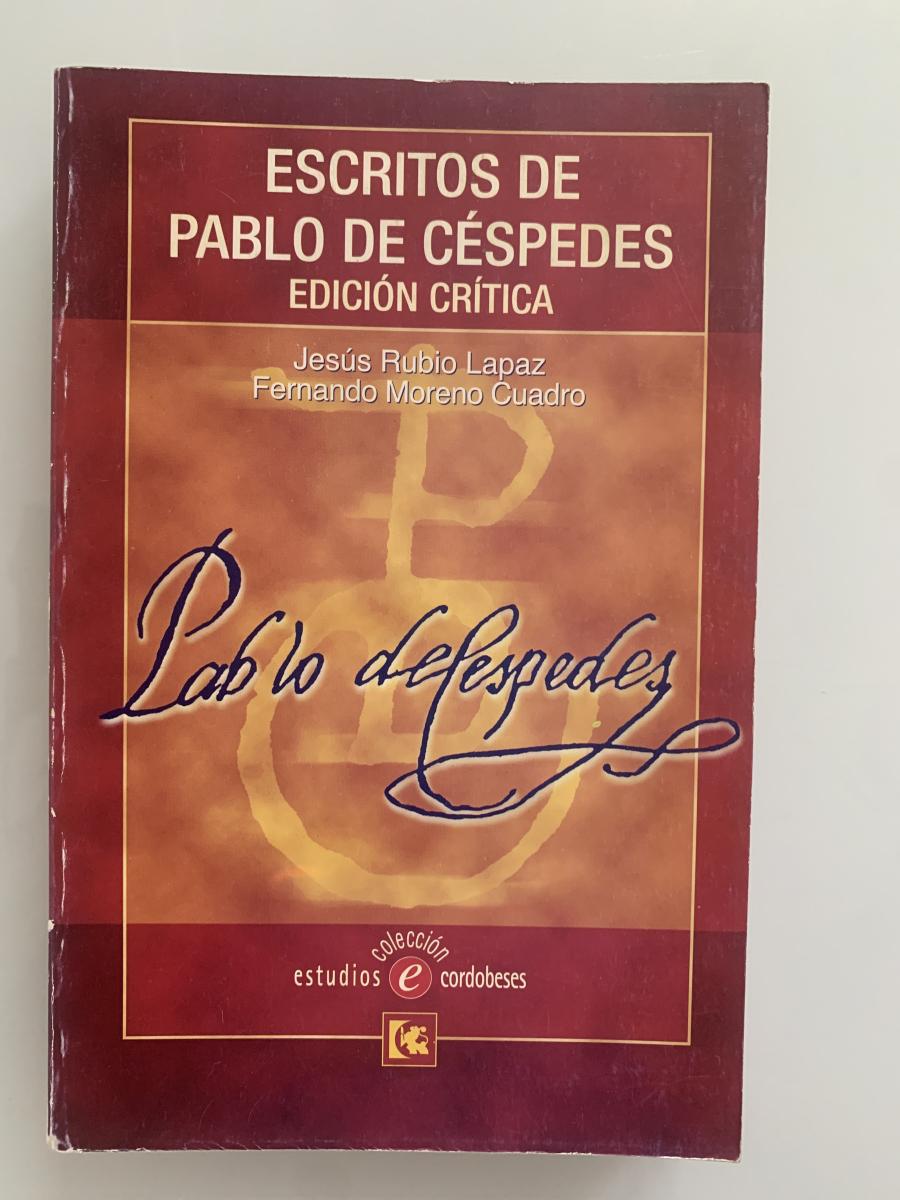 ESCRITOS DE
PABLO DE CÉSPEDES
EDICIÓN CRÍTICA
Jesús Rubio Lapaz
Fernando Moreno Cuadro
Pablo deCespedes
colección
estudios e cordobeses